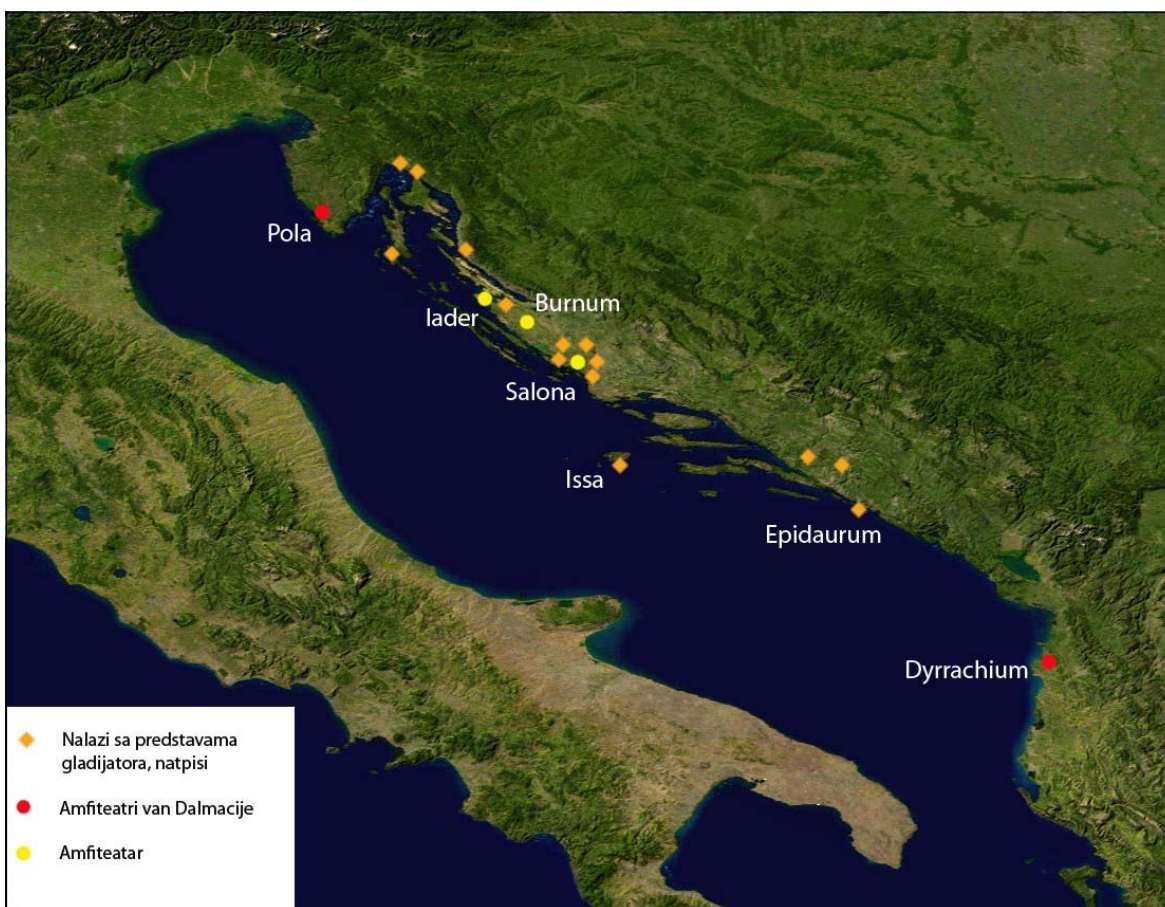 Pola
Burnum
Iader
Salona
Issa
Epidaurum
Dyrrachium
Nalazi sa predstavama
gladijatora, natpisi
Amfiteatri van Dalmacije
Amfiteatar